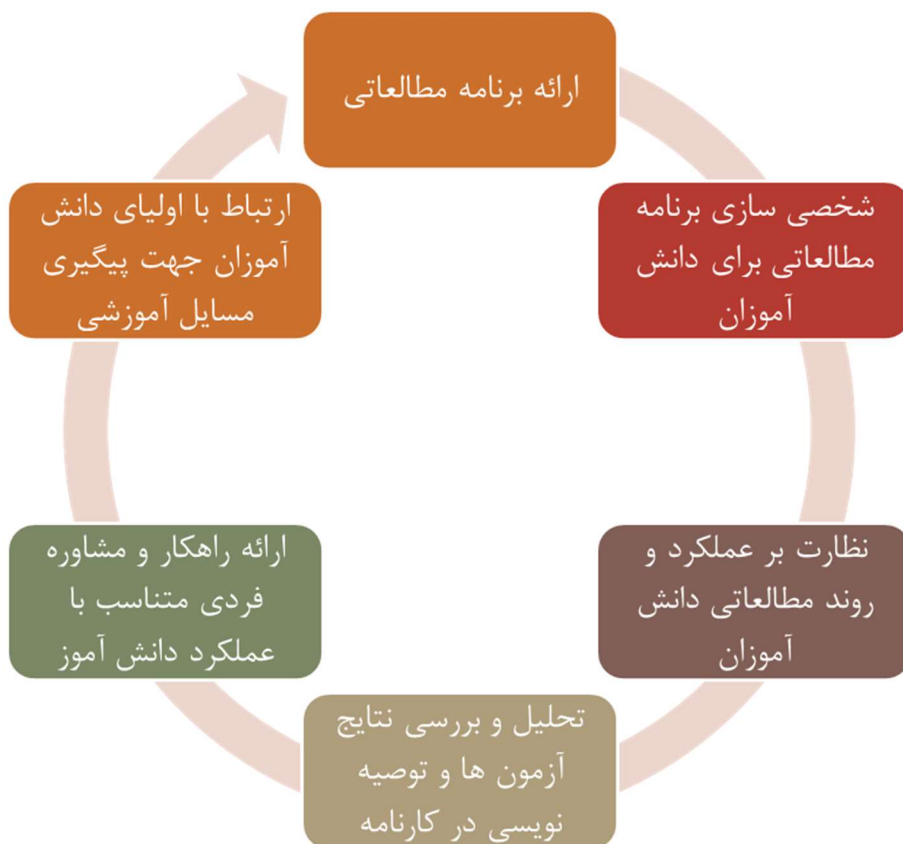 ارائه برنامه مطالعاتی
شخصی سازی برنامه
مطالعاتی برای دانش
آموزان
نظارت بر عملکرد و
روند مطالعاتی دانش
آموزان
تحلیل و بررسی نتایج
آزمون ها و توصیه
نویسی در کارنامه
ارائه راهکار و مشاوره
فردی متناسب با
عملکرد دانش آموز
ارتباط با اولیای دانش
آموزان جهت پیگیری
مسایل آموزشی